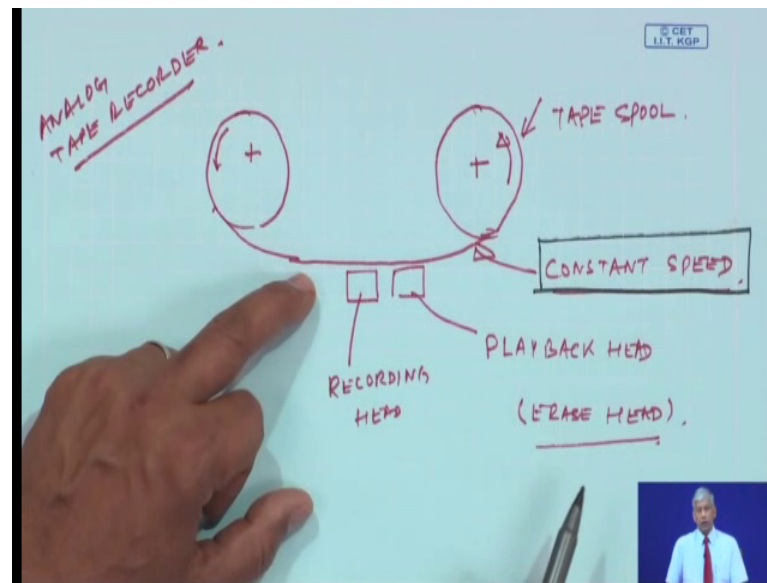 © CET
I.I.T. KGP
ANALOG
TAPE RECORDER.
TAPE SPOOL.
CONSTANT SPEED.
PLAYBACK HEAD
RECORDING
HEAD
(ERASE HEAD).